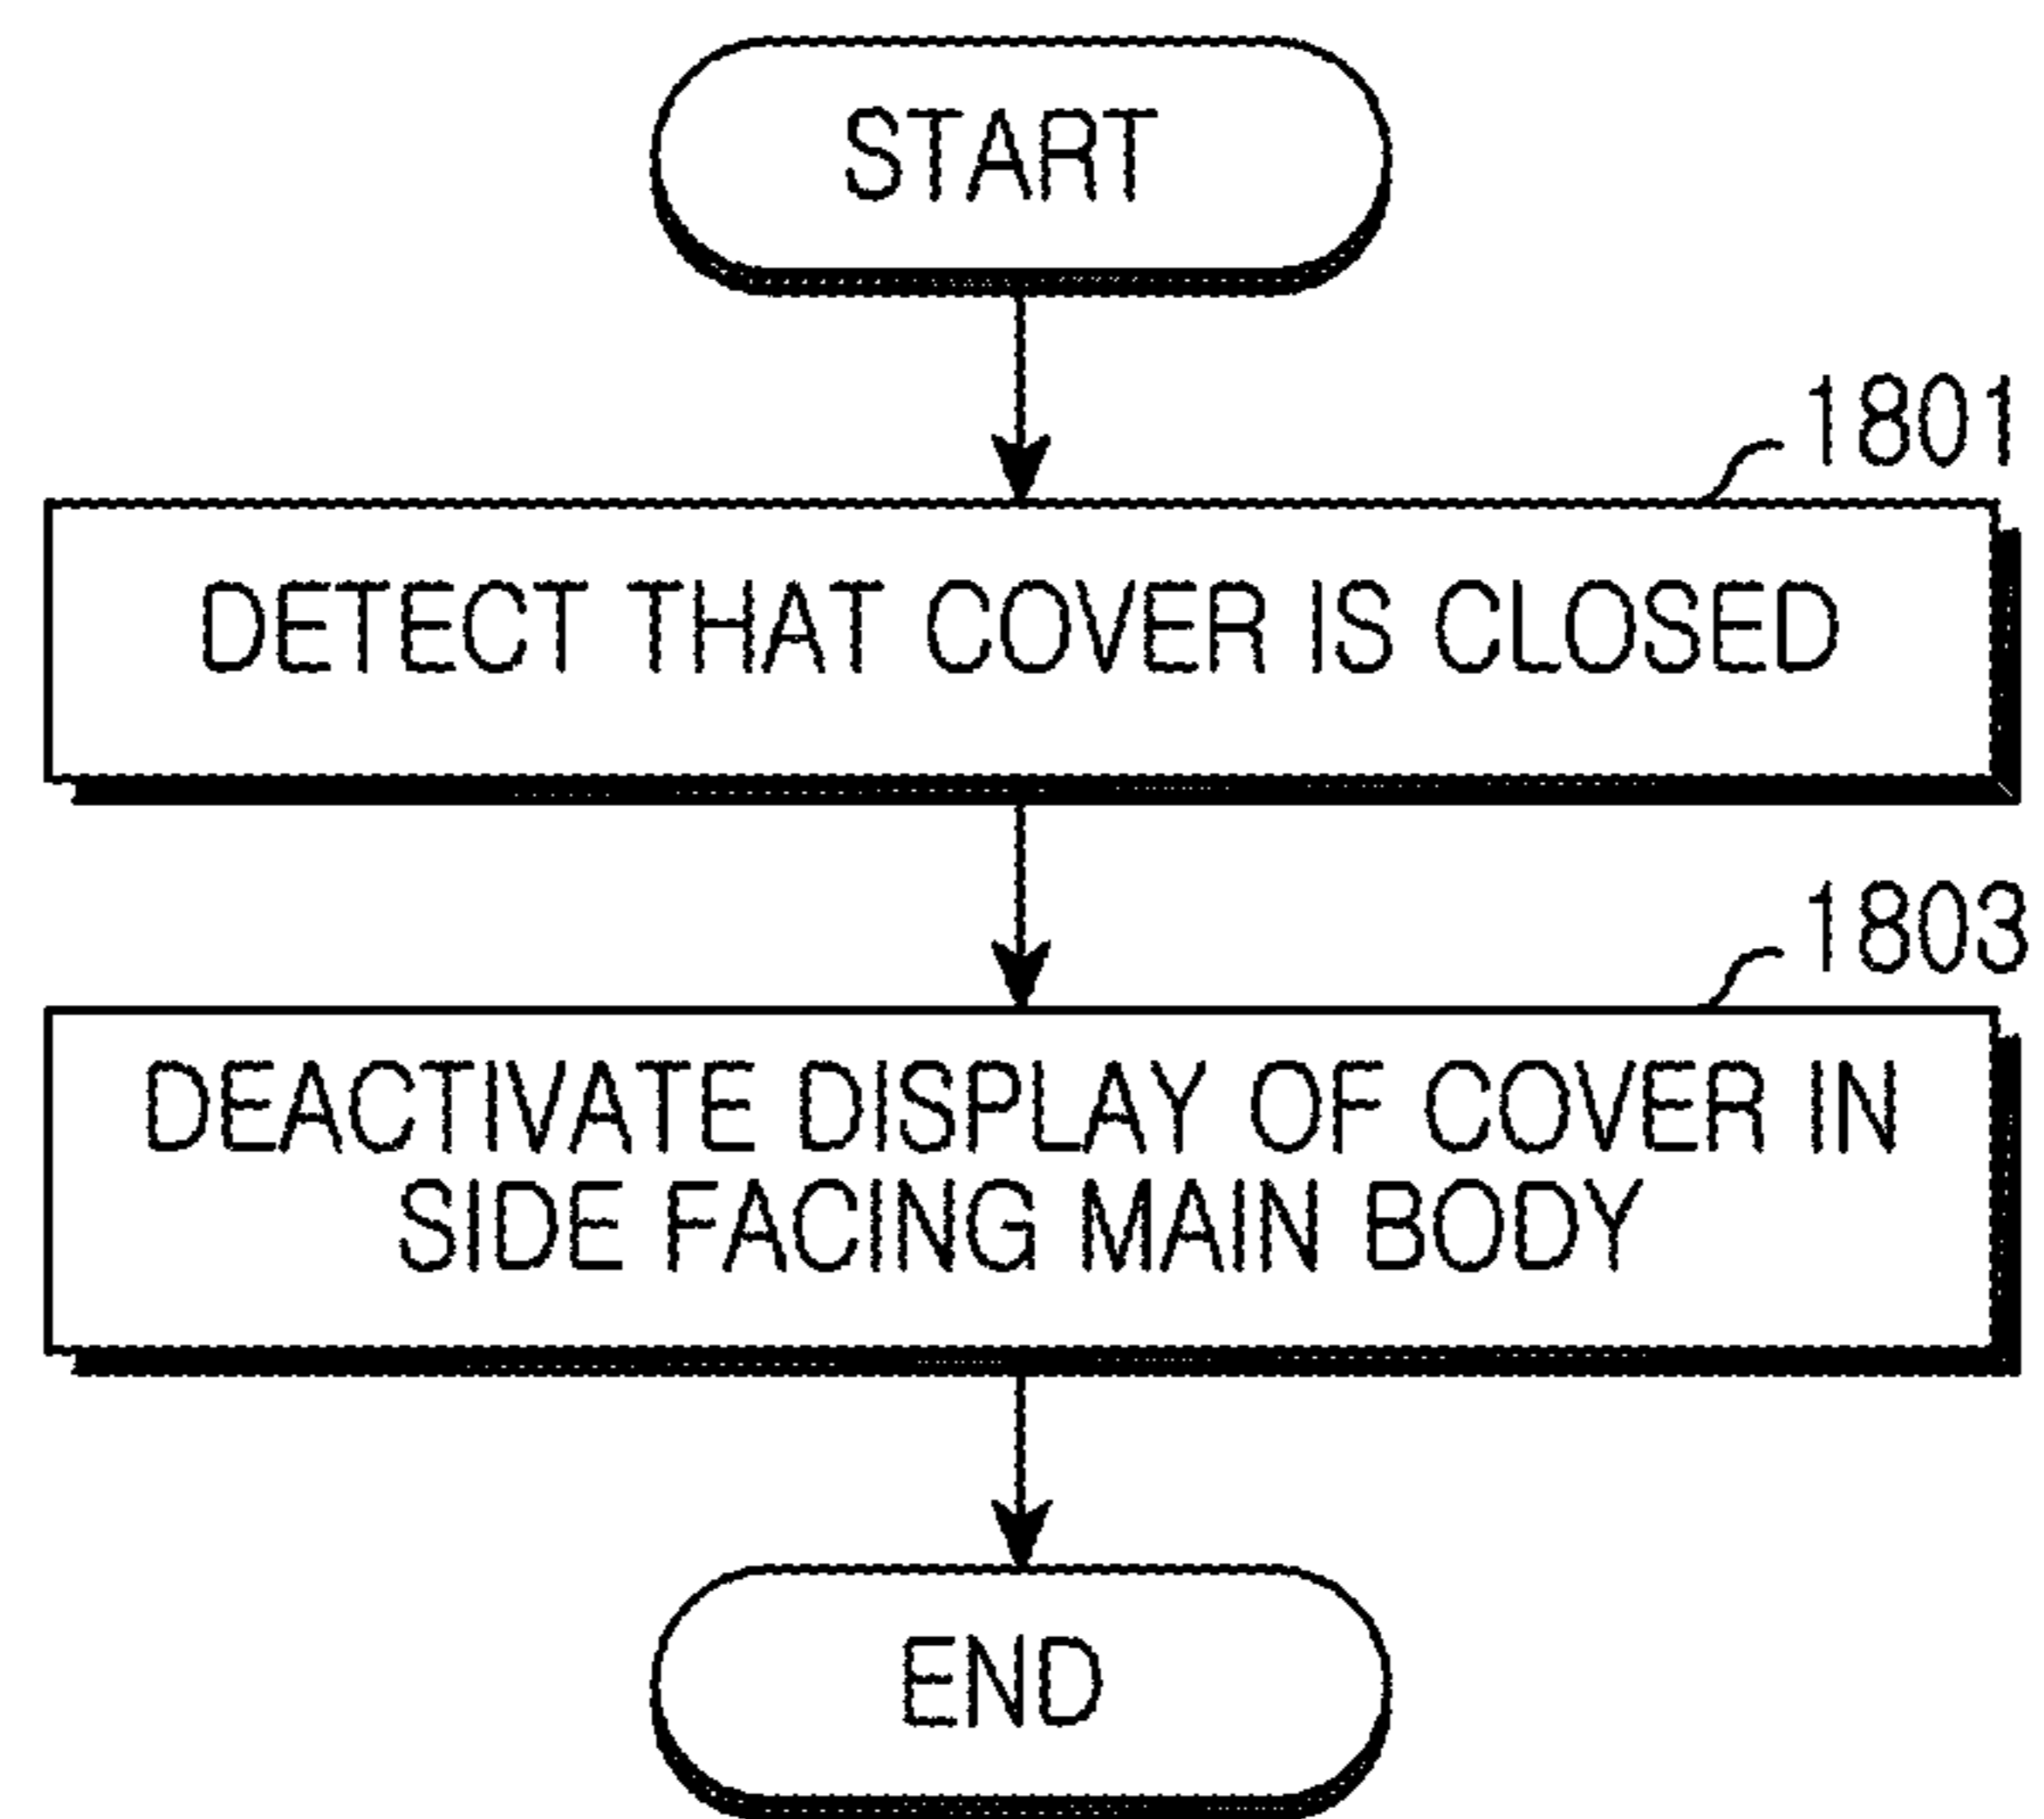 START
1801
DETECT THAT COVER IS CLOSED
1803
DEACTIVATE DISPLAY OF COVER IN
SIDE FACING MAIN BODY
END